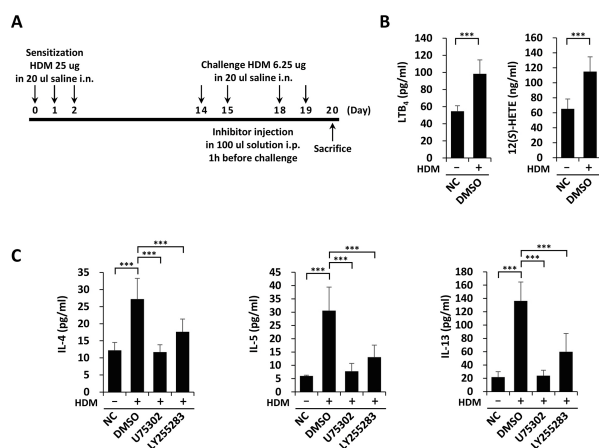 A
Sensitization
HDM 25 ug
in 20 ul saline i.n.
Challenge HDM 6.25 ug
in 20 ul saline i.n.
0 1 2 14 15 18 19 20 (Day)
Inhibitor injection
in 100 ul solution i.p.
1h before challenge
Sacrifice
B
LTB4 (pg/ml)
140
120
100
80
60
40
20
0
***
HDM − +
NC DMSO
12(S)-HETE (ng/ml)
160
140
120
100
80
60
40
20
0
***
HDM − +
NC DMSO
C
IL-4 (pg/ml)
35
30
25
20
15
10
5
0
***
***
***
HDM − + + +
NC DMSO U75302 LY255283
IL-5 (pg/ml)
45
40
35
30
25
20
15
10
5
0
***
***
***
HDM − + + +
NC DMSO U75302 LY255283
IL-13 (pg/ml)
180
160
140
120
100
80
60
40
20
0
***
***
***
HDM − + + +
NC DMSO U75302 LY255283